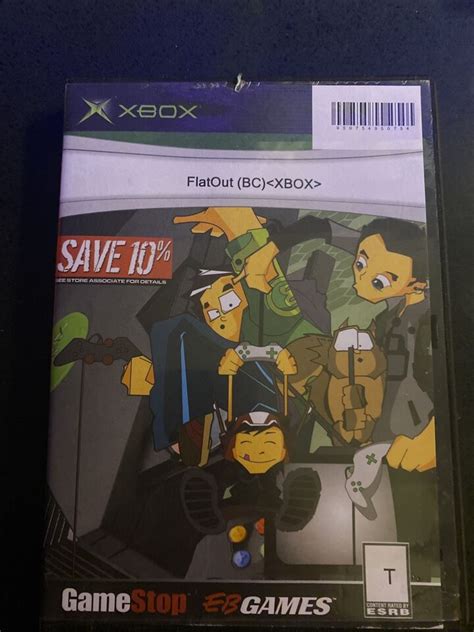 XBOX
FlatOut (BC)<XBOX>
SAVE 10%
SEE STORE ASSOCIATE FOR DETAILS
T
CONTENT RATED BY
ESRB
GameStop EB GAMES